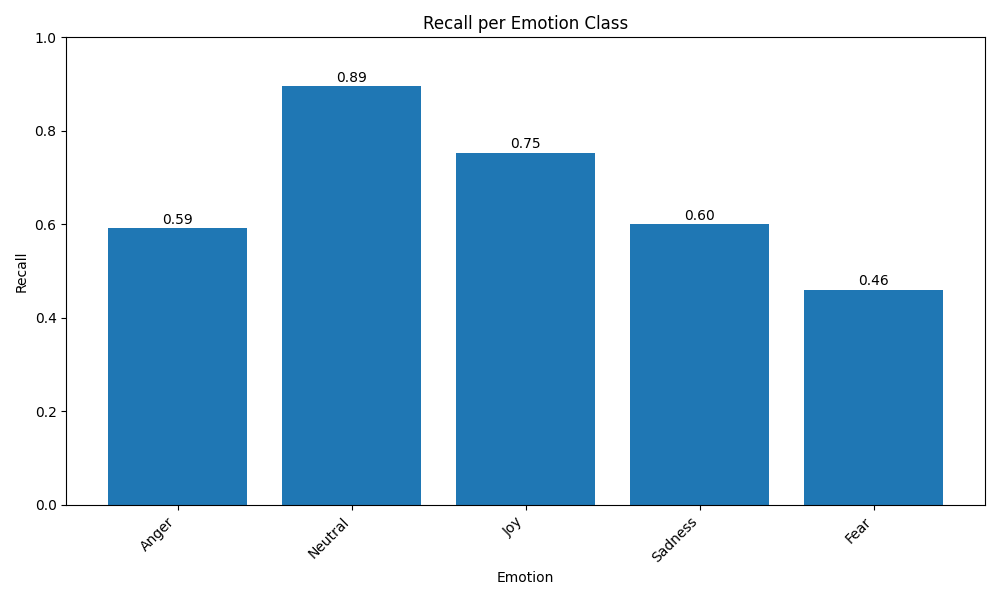 Recall per Emotion Class
1.0
0.8
0.6
0.4
0.2
0.0
Recall
0.59
0.89
0.75
0.60
0.46
Anger
Neutral
Joy
Sadness
Fear
Emotion